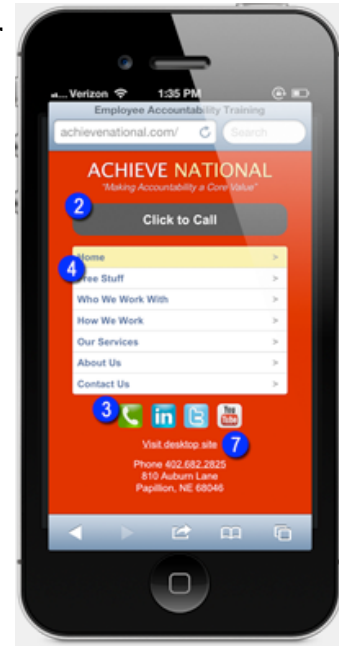 Verizon 1:35 PM
Employee Accountability Training
achievenational.com/ Search
ACHIEVE NATIONAL
"Making Accountability a Core Value"
2
Click to Call
Home >
4
Free Stuff >
Who We Work With >
How We Work >
Our Services >
About Us >
Contact Us >
3 in t You Tube
Visit desktop site 7
Phone 402.682.2825
810 Auburn Lane
Papillion, NE 68046